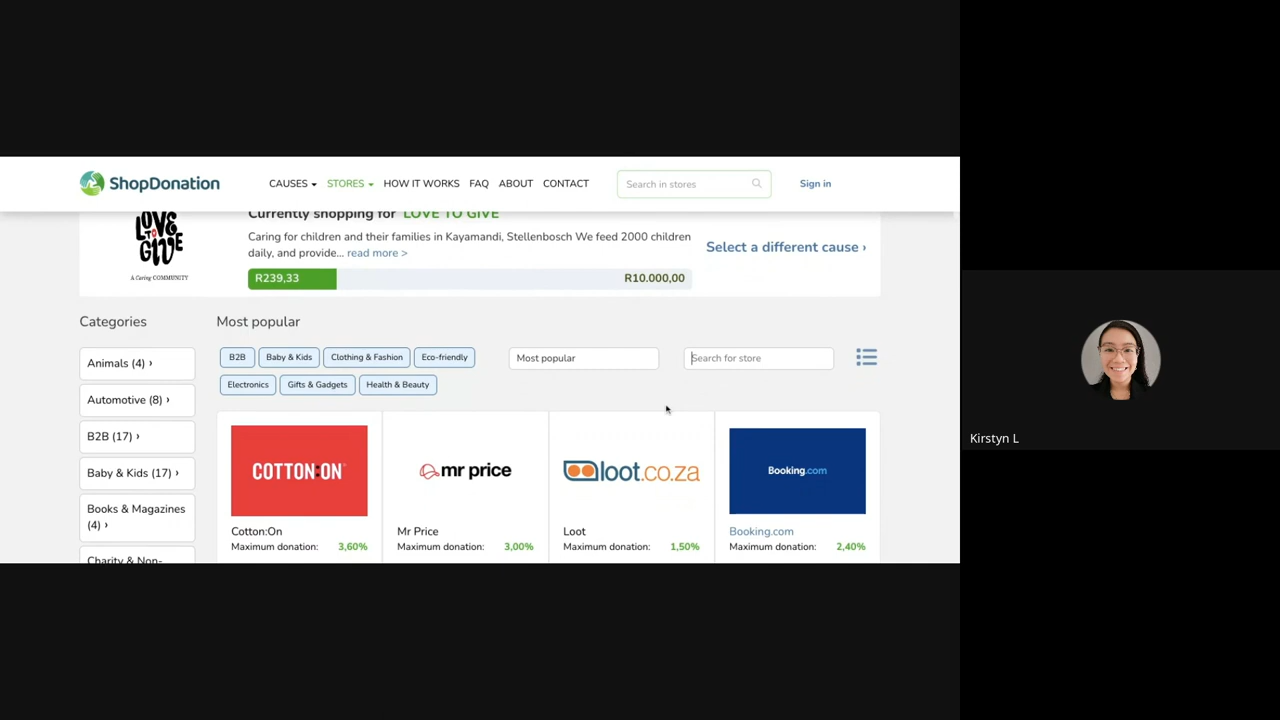 ShopDonation
CAUSES STORES HOW IT WORKS FAQ ABOUT CONTACT
Search in stores
Sign in
LOVE TO GIVE
A Caring COMMUNITY
Currently shopping for LOVE TO GIVE
Caring for children and their families in Kayamandi, Stellenbosch We feed 2000 children
daily, and provide... read more >
R239,33 R10.000,00
Select a different cause ›
Categories
Animals (4) ›
Automotive (8) ›
B2B (17) ›
Baby & Kids (17) ›
Books & Magazines
(4) ›
Charity & Non-
Most popular
B2B Baby & Kids Clothing & Fashion Eco-friendly
Electronics Gifts & Gadgets Health & Beauty
Most popular
Search for store
COTTON:ON
Cotton:On
Maximum donation: 3,60%
mr price
Mr Price
Maximum donation: 3,00%
loot.co.za
Loot
Maximum donation: 1,50%
Booking.com
Booking.com
Maximum donation: 2,40%
Kirstyn L